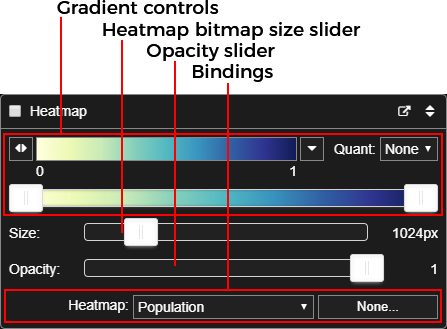 Gradient controls
Heatmap bitmap size slider
Opacity slider
Bindings
Heatmap
Quant: None
0 1
Size: 1024px
Opacity: 1
Heatmap: Population None...